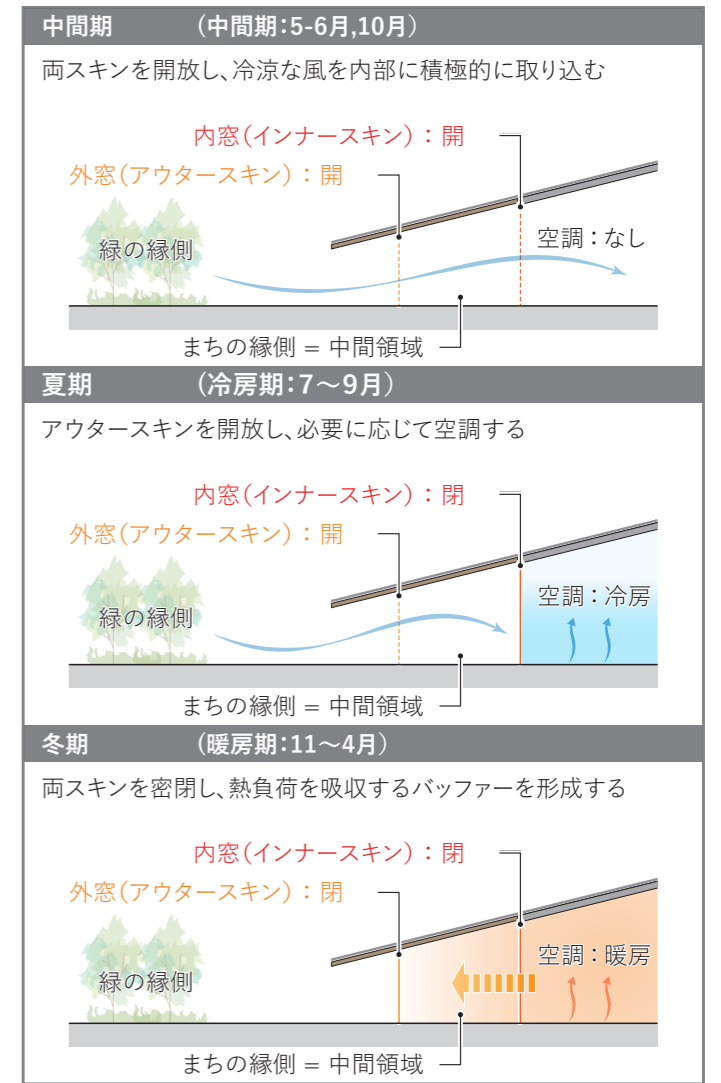 中間期 （中間期：5-6月,10月）
両スキンを開放し、冷涼な風を内部に積極的に取り込む
内窓（インナースキン）：開
外窓（アウタースキン）：開
緑の縁側
空調：なし
まちの縁側 = 中間領域
夏期 （冷房期：7～9月）
アウタースキンを開放し、必要に応じて空調する
内窓（インナースキン）：閉
外窓（アウタースキン）：開
空調：冷房
緑の縁側
まちの縁側 = 中間領域
冬期 （暖房期：11～4月）
両スキンを密閉し、熱負荷を吸収するバッファーを形成する
内窓（インナースキン）：閉
外窓（アウタースキン）：閉
空調：暖房
緑の縁側
まちの縁側 = 中間領域